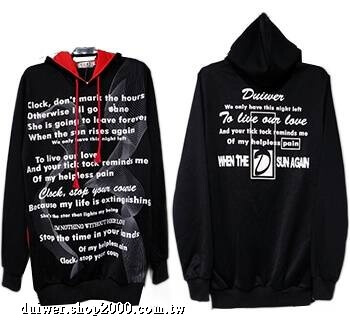 Clock, don't mark the hours
Otherwise I'll go
She is going to leave forever
When the sun rises again
We only have this night left
To live our love
And your tick tock reminds me
Of my helpless pain
Clock, stop your course
Because my life is extinguishing
She's the star that lights my being
I'M NOTHING WITHOUT HER LOVE
Stop the time in your hands
Of my helpless pain
Clock, stop your
Duiwer
We only have this night left
To live our love
And your tick tock reminds me
Of my helpless pain
WHEN THE D SUN AGAIN
duiwer.shop2000.com.tw